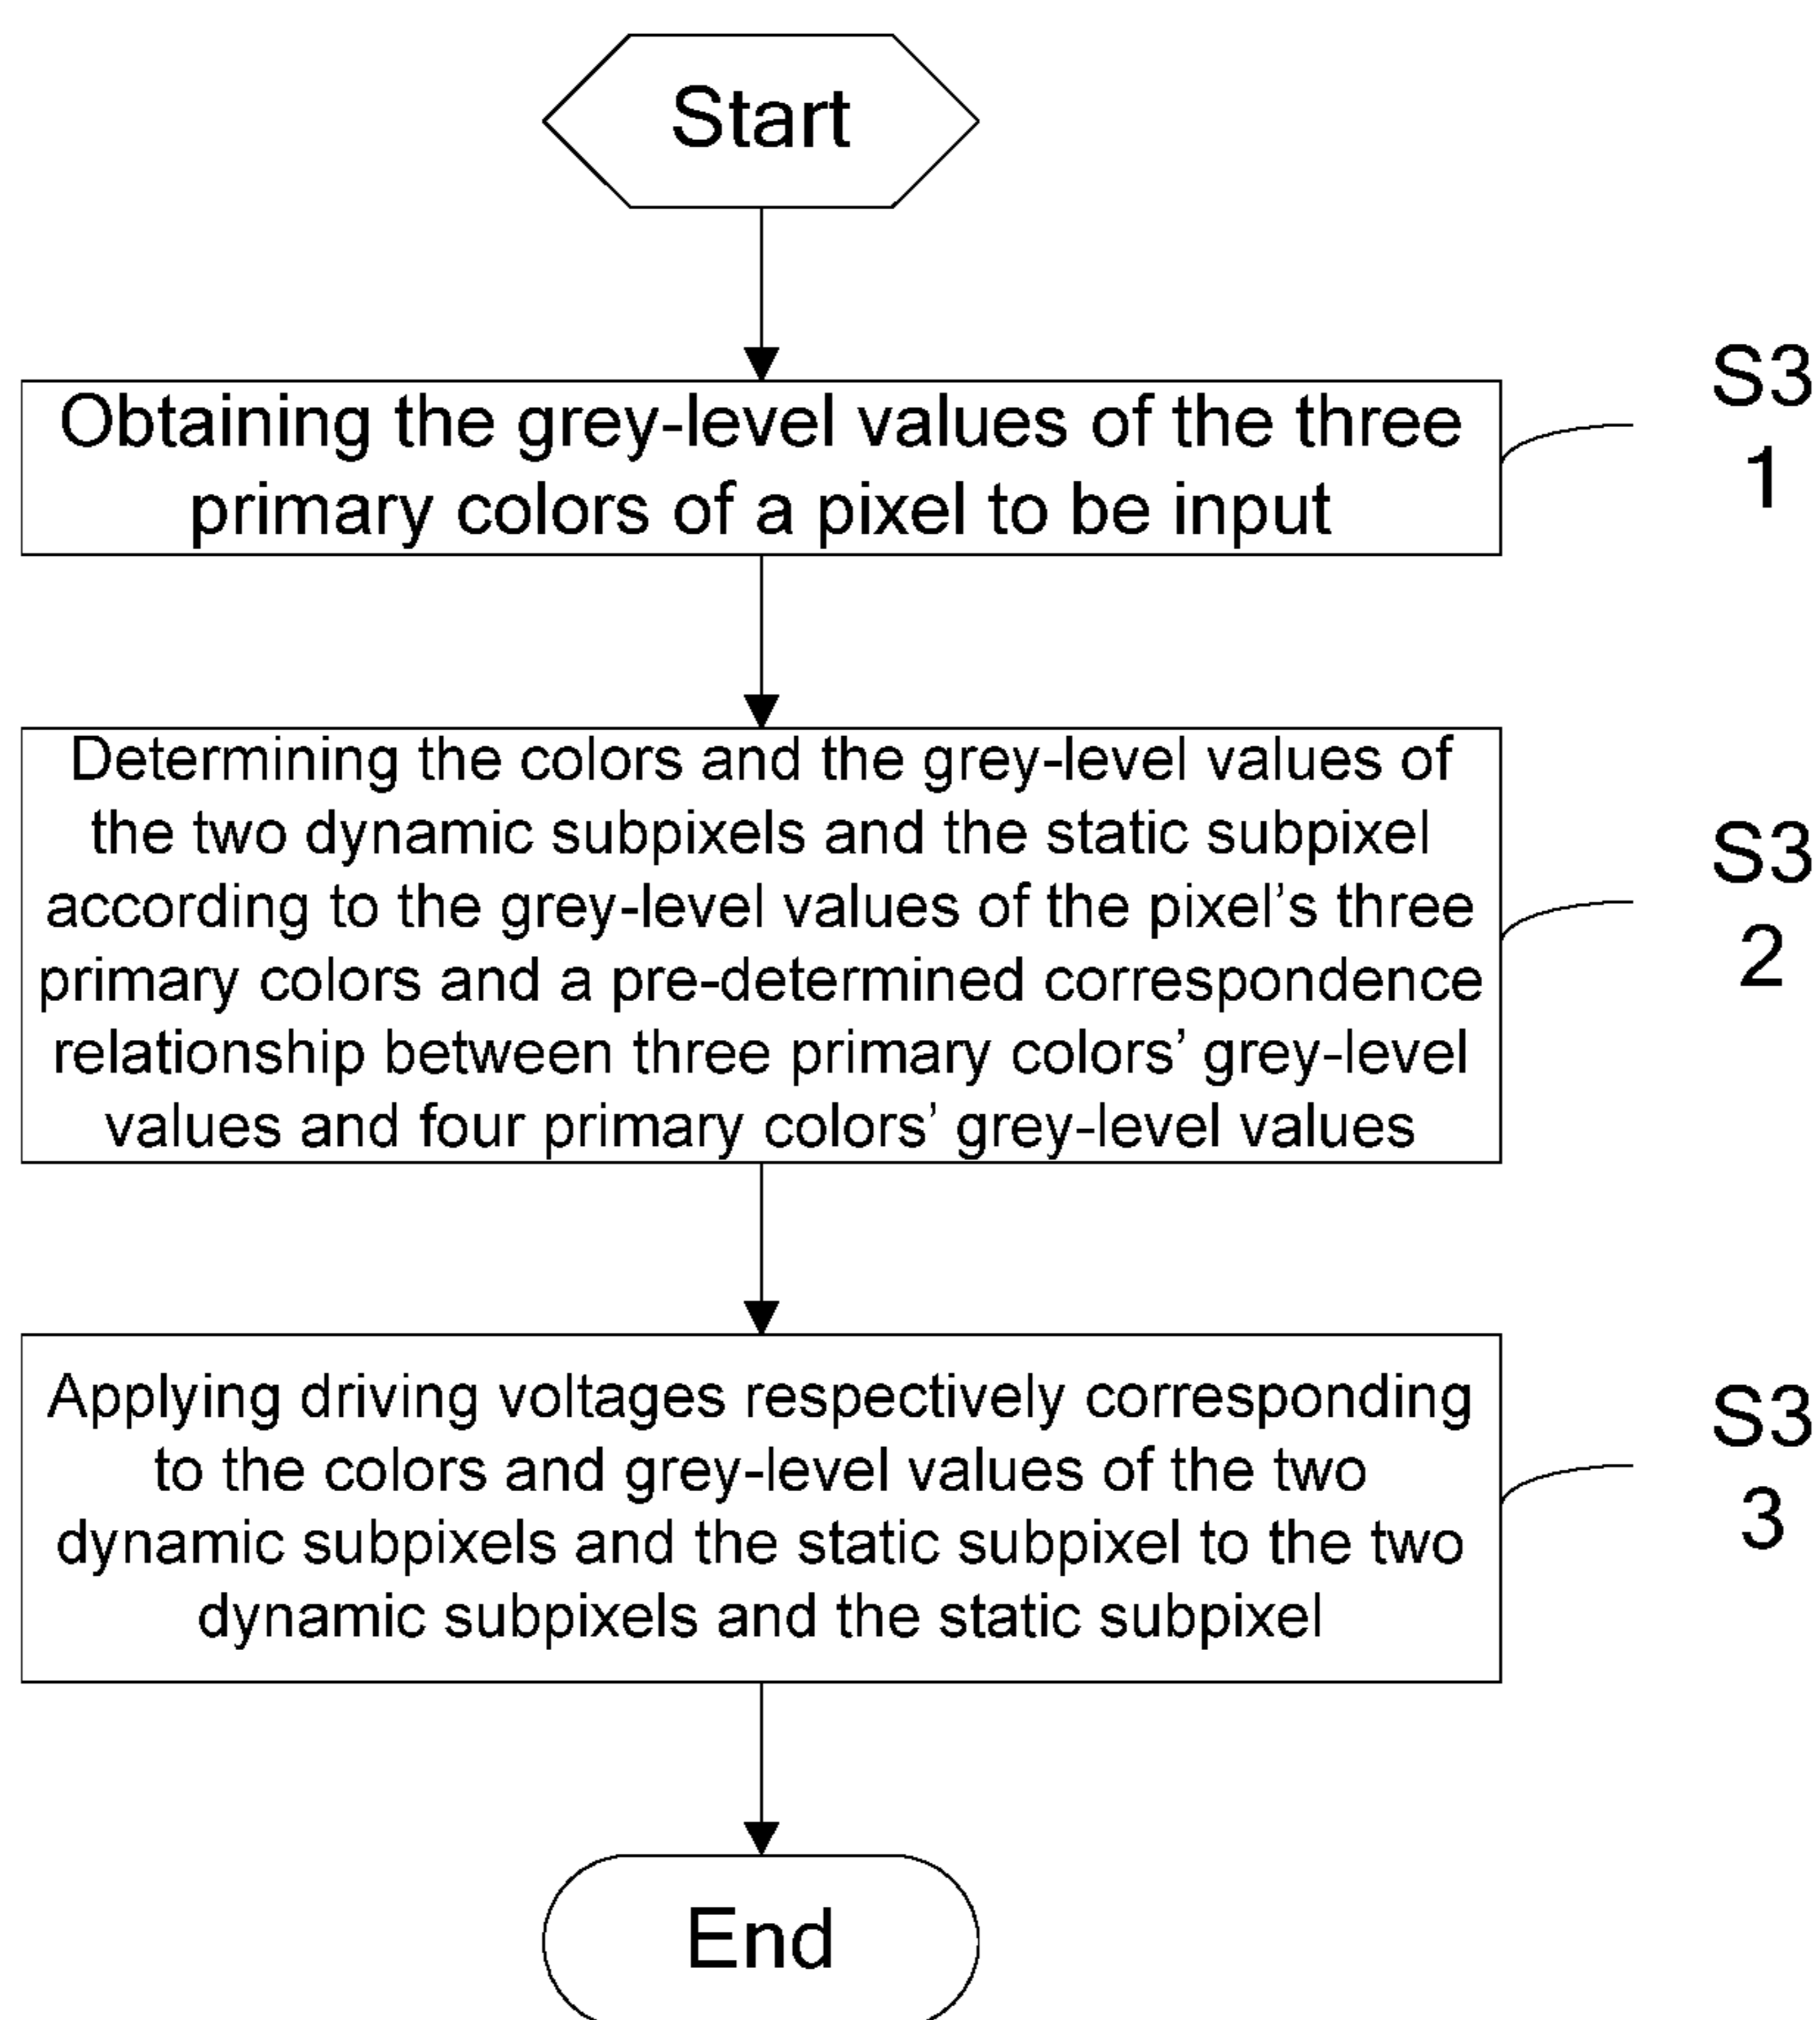 Start
Obtaining the grey-level values of the three
primary colors of a pixel to be input
S3
1
Determining the colors and the grey-level values of
the two dynamic subpixels and the static subpixel
according to the grey-level values of the pixel's three
primary colors and a pre-determined correspondence
relationship between three primary colors' grey-level
values and four primary colors' grey-level values
S3
2
Applying driving voltages respectively corresponding
to the colors and grey-level values of the two
dynamic subpixels and the static subpixel to the two
dynamic subpixels and the static subpixel
S3
3
End